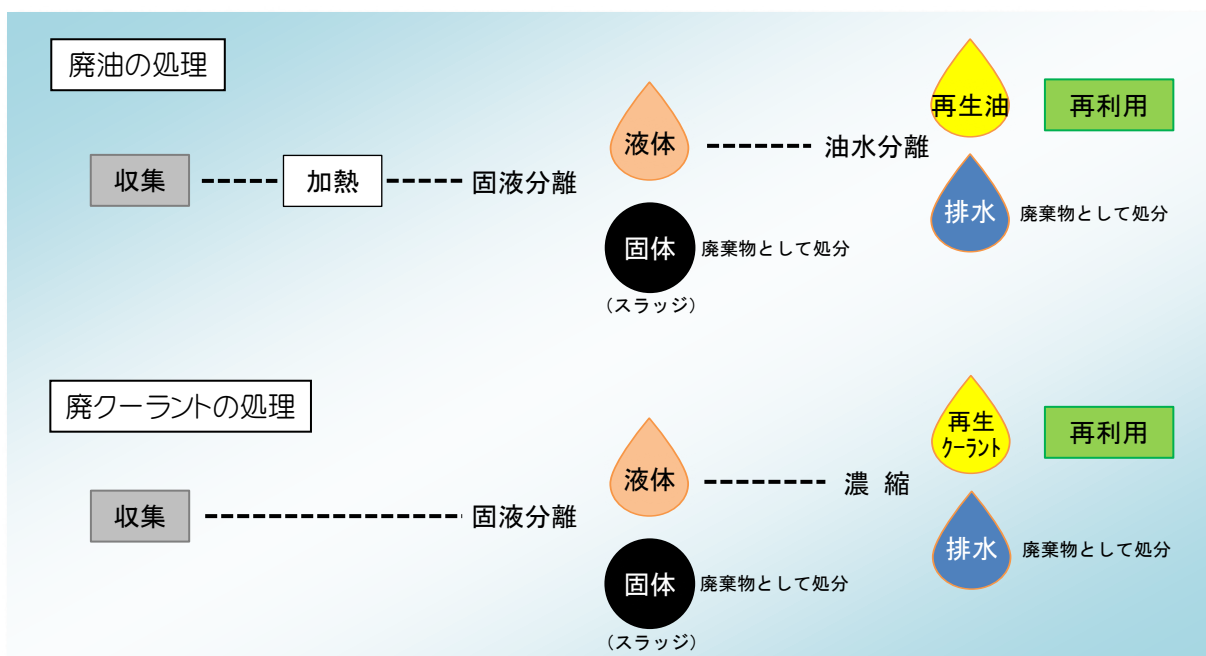 廃油の処理
収集
加熱
固液分離
液体
油水分離
再生油
再利用
排水
廃棄物として処分
固体
廃棄物として処分
（スラッジ）
廃クーラントの処理
収集
固液分離
液体
濃 縮
再生
ｸｰﾗﾝﾄ
再利用
排水
廃棄物として処分
固体
廃棄物として処分
（スラッジ）